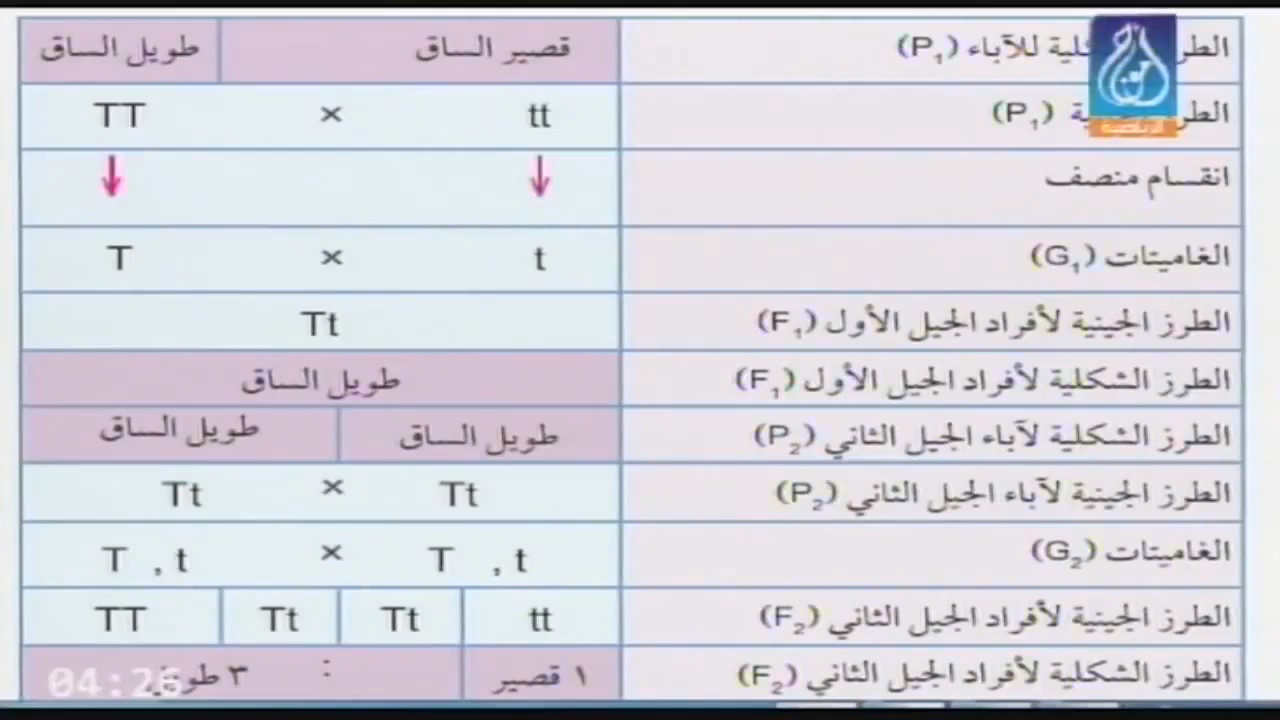 الطرز الشكلية للآباء (P₁) قصير الساق طويل الساق
(P₁) tt × TT
انقسام منصف ↓ ↓
الغاميتات (G₁) t × T
الطرز الجينية لأفراد الجيل الأول (F₁) Tt
الطرز الشكلية لأفراد الجيل الأول (F₁) طويل الساق
الطرز الشكلية لآباء الجيل الثاني (P₂) طويل الساق طويل الساق
الطرز الجينية لآباء الجيل الثاني (P₂) Tt × Tt
الغاميتات (G₂) T , t × T , t
الطرز الجينية لأفراد الجيل الثاني (F₂) tt Tt Tt TT
الطرز الشكلية لأفراد الجيل الثاني (F₂) ١ قصير : ٣ طويل
04:26